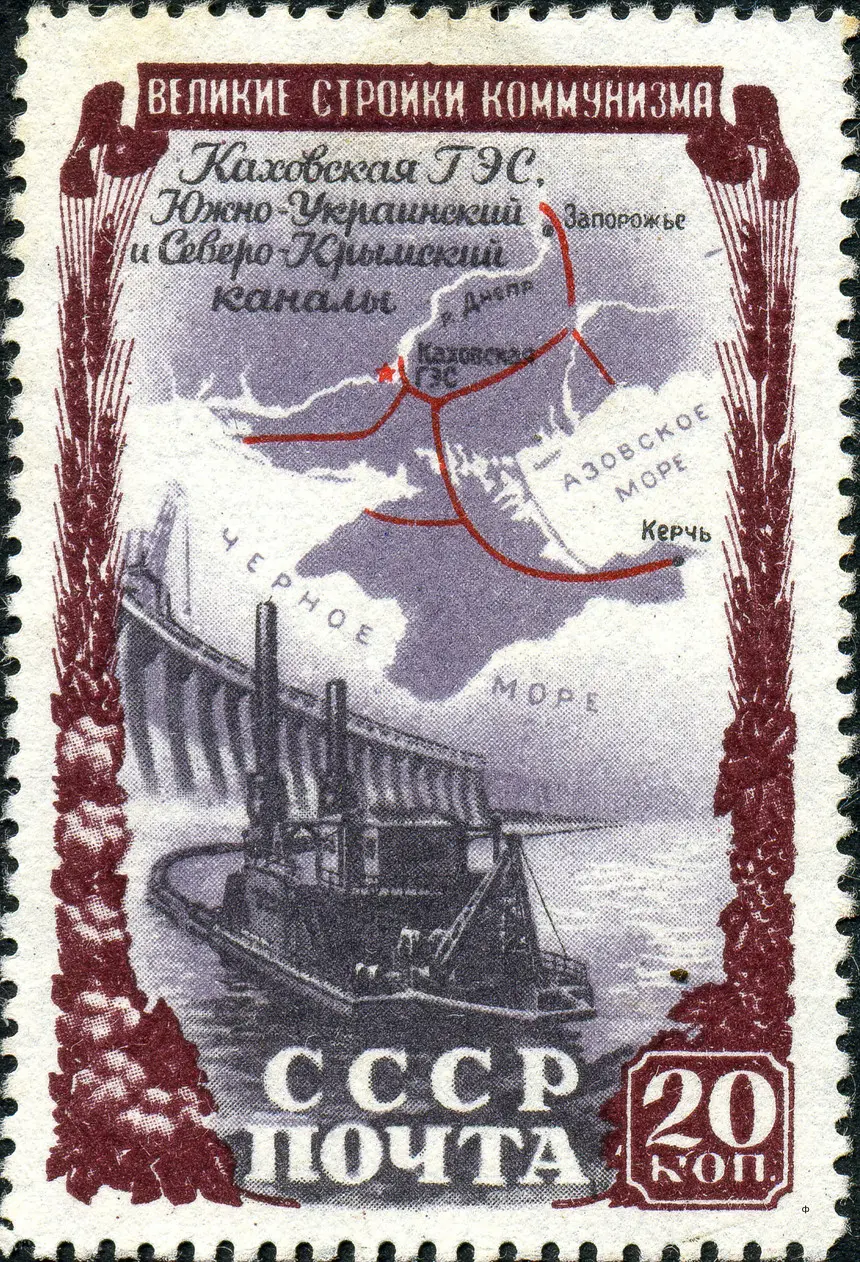 ВЕЛИКИЕ СТРОЙКИ КОММУНИЗМА
Каховская ГЭС,
Южно-Украинский
и Северо-Крымский
каналы
Запорожье
р. Днепр
Каховская
ГЭС
АЗОВСКОЕ
МОРЕ
Керчь
ЧЕРНОЕ
МОРЕ
СССР
ПОЧТА
20
КОП.
Ф